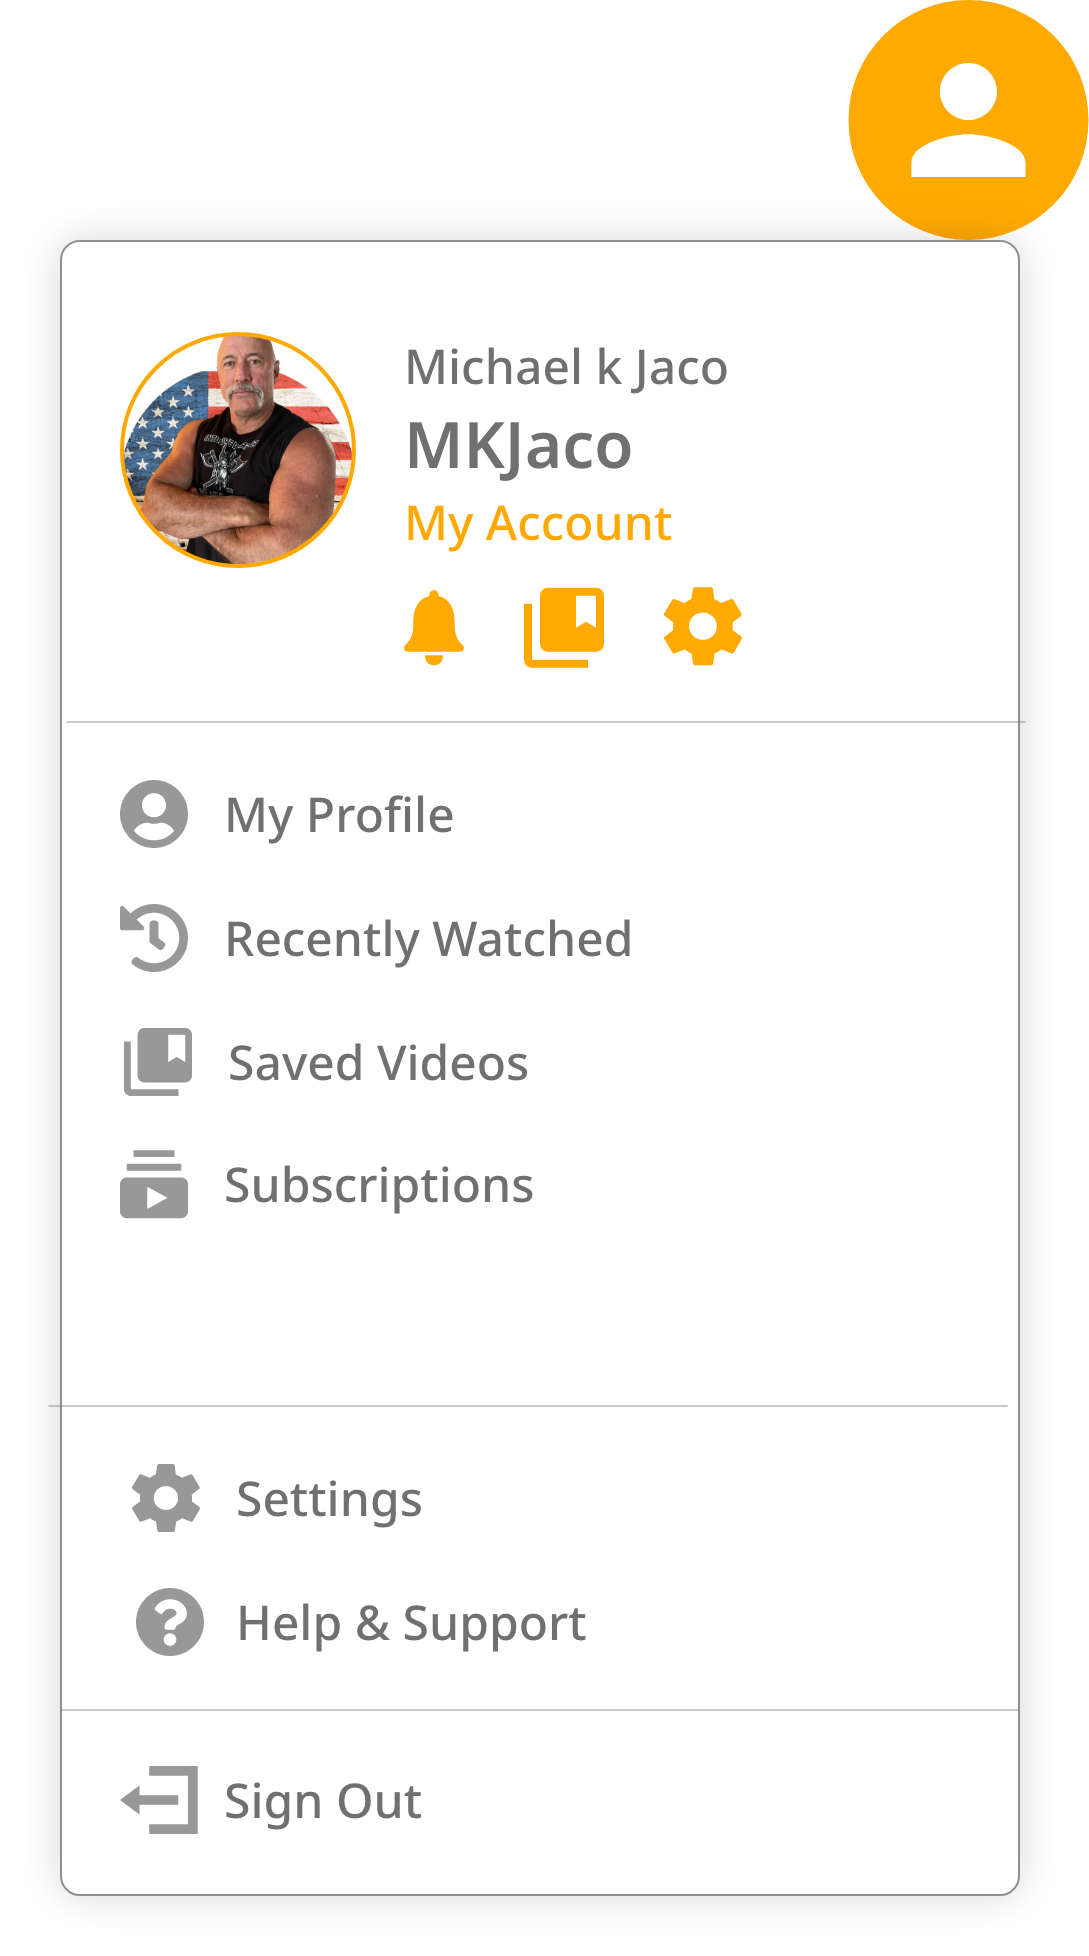 Michael k Jaco
MKJaco
My Account
My Profile
Recently Watched
Saved Videos
Subscriptions
Settings
Help & Support
Sign Out